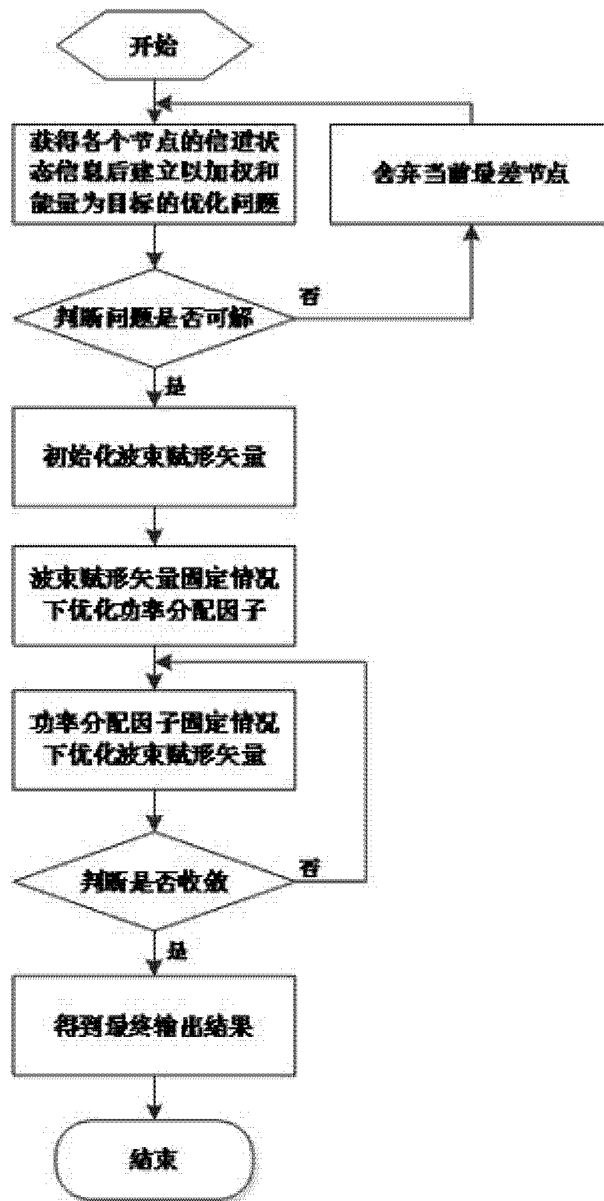 开始
获得各个节点的信道状
态信息后建立以加权和
能量为目标的优化问题
舍弃当前最差节点
判断问题是否可解
否
是
初始化波束赋形矢量
波束赋形矢量固定情况
下优化功率分配因子
功率分配因子固定情况
下优化波束赋形矢量
判断是否收敛
否
是
得到最终输出结果
结束